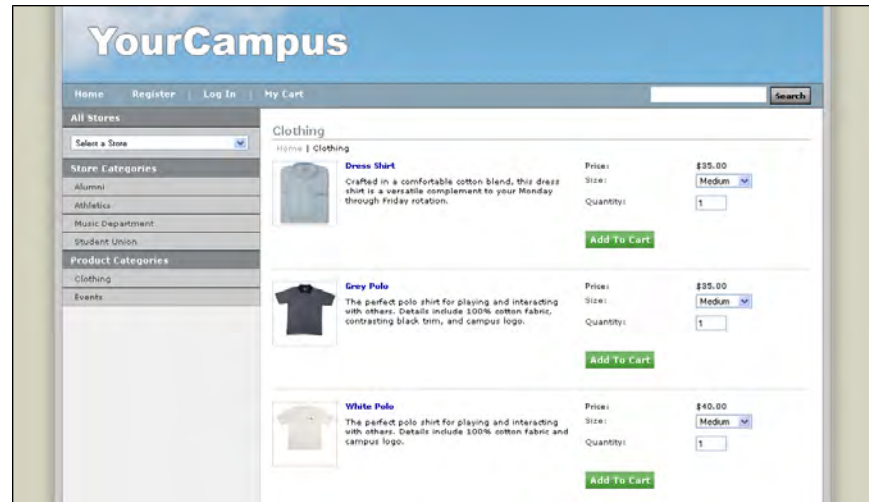 YourCampus
Home Register Log In My Cart Search
All Stores
Select a Store
Store Categories
Alumni
Athletics
Music Department
Student Union
Product Categories
Clothing
Events
Clothing
Home | Clothing
Dress Shirt
Crafted in a comfortable cotton blend, this dress
shirt is a versatile complement to your Monday
through Friday rotation.
Price: $35.00
Size: Medium
Quantity: 1
Add To Cart
Grey Polo
The perfect polo shirt for playing and interacting
with others. Details include 100% cotton fabric,
contrasting black trim, and campus logo.
Price: $35.00
Size: Medium
Quantity: 1
Add To Cart
White Polo
The perfect polo shirt for playing and interacting
with others. Details include 100% cotton fabric and
campus logo.
Price: $40.00
Size: Medium
Quantity: 1
Add To Cart